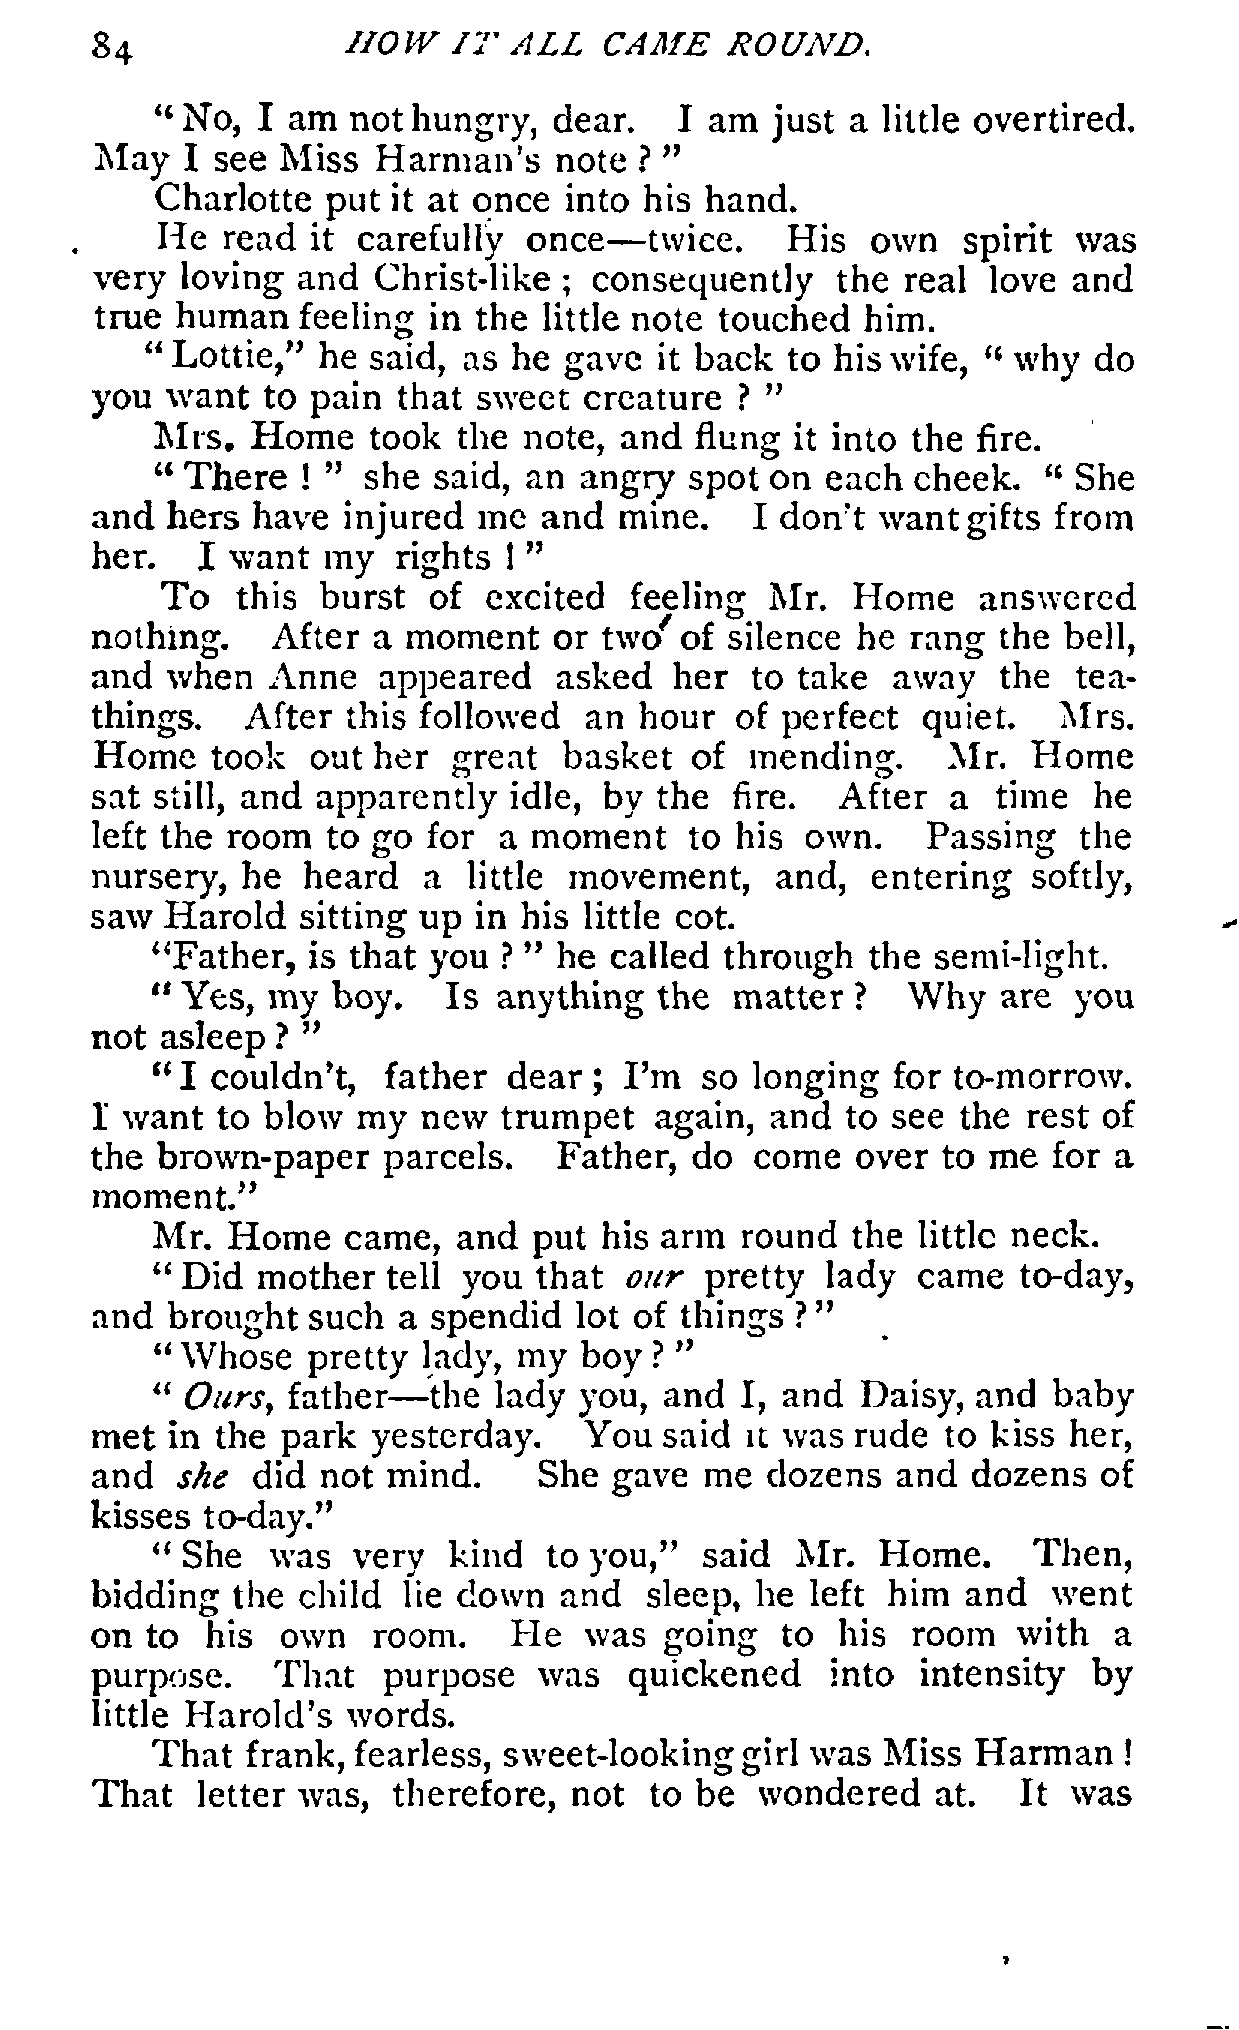 84 HOW IT ALL CAME ROUND.
"No, I am not hungry, dear. I am just a little overtired.
May I see Miss Harman's note?"
Charlotte put it at once into his hand.
He read it carefully once—twice. His own spirit was
very loving and Christ-like; consequently the real love and
true human feeling in the little note touched him.
"Lottie," he said, as he gave it back to his wife, "why do
you want to pain that sweet creature?"
Mrs. Home took the note, and flung it into the fire.
"There!" she said, an angry spot on each cheek. "She
and hers have injured me and mine. I don't want gifts from
her. I want my rights!"
To this burst of excited feeling Mr. Home answered
nothing. After a moment or two of silence he rang the bell,
and when Anne appeared asked her to take away the tea-
things. After this followed an hour of perfect quiet. Mrs.
Home took out her great basket of mending. Mr. Home
sat still, and apparently idle, by the fire. After a time he
left the room to go for a moment to his own. Passing the
nursery, he heard a little movement, and, entering softly,
saw Harold sitting up in his little cot.
"Father, is that you?" he called through the semi-light.
"Yes, my boy. Is anything the matter? Why are you
not asleep?"
"I couldn't, father dear; I'm so longing for to-morrow.
I want to blow my new trumpet again, and to see the rest of
the brown-paper parcels. Father, do come over to me for a
moment."
Mr. Home came, and put his arm round the little neck.
"Did mother tell you that our pretty lady came to-day,
and brought such a spendid lot of things?"
"Whose pretty lady, my boy?"
"Ours, father—the lady you, and I, and Daisy, and baby
met in the park yesterday. You said it was rude to kiss her,
and she did not mind. She gave me dozens and dozens of
kisses to-day."
"She was very kind to you," said Mr. Home. Then,
bidding the child lie down and sleep, he left him and went
on to his own room. He was going to his room with a
purpose. That purpose was quickened into intensity by
little Harold's words.
That frank, fearless, sweet-looking girl was Miss Harman!
That letter was, therefore, not to be wondered at. It was